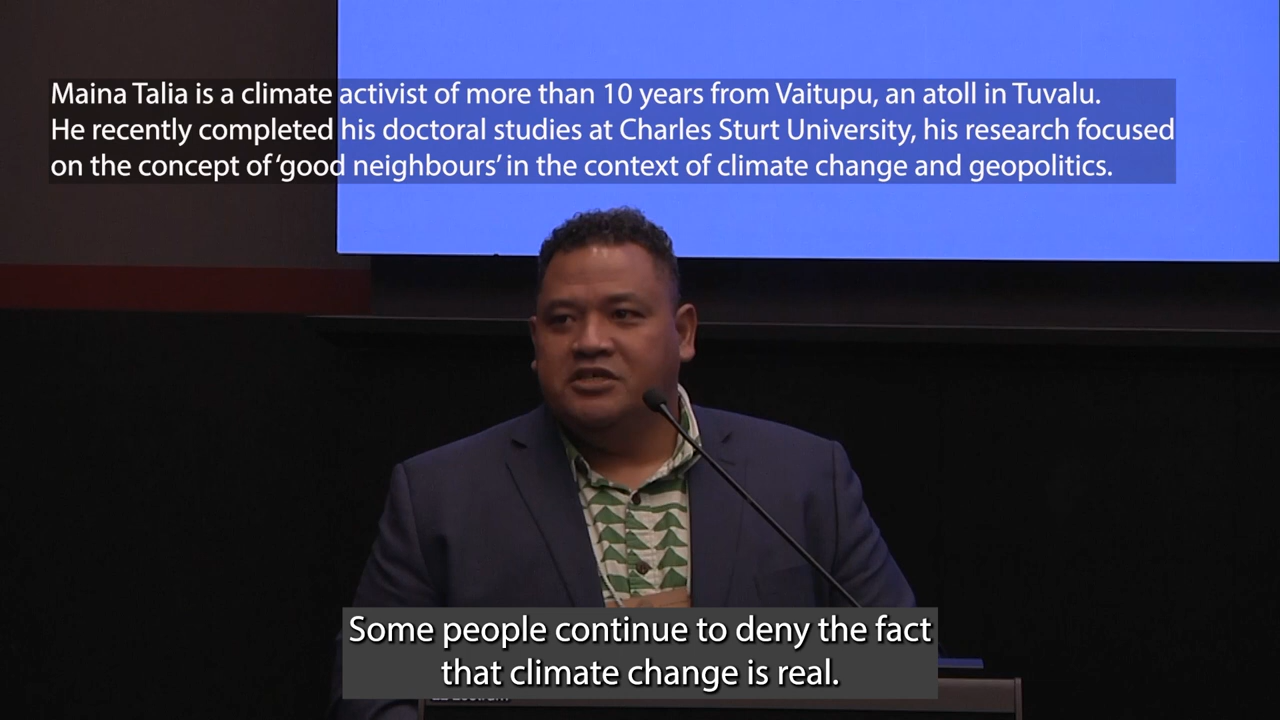 Maina Talia is a climate activist of more than 10 years from Vaitupu, an atoll in Tuvalu.
He recently completed his doctoral studies at Charles Sturt University, his research focused
on the concept of ‘good neighbours’ in the context of climate change and geopolitics.
Some people continue to deny the fact
that climate change is real.